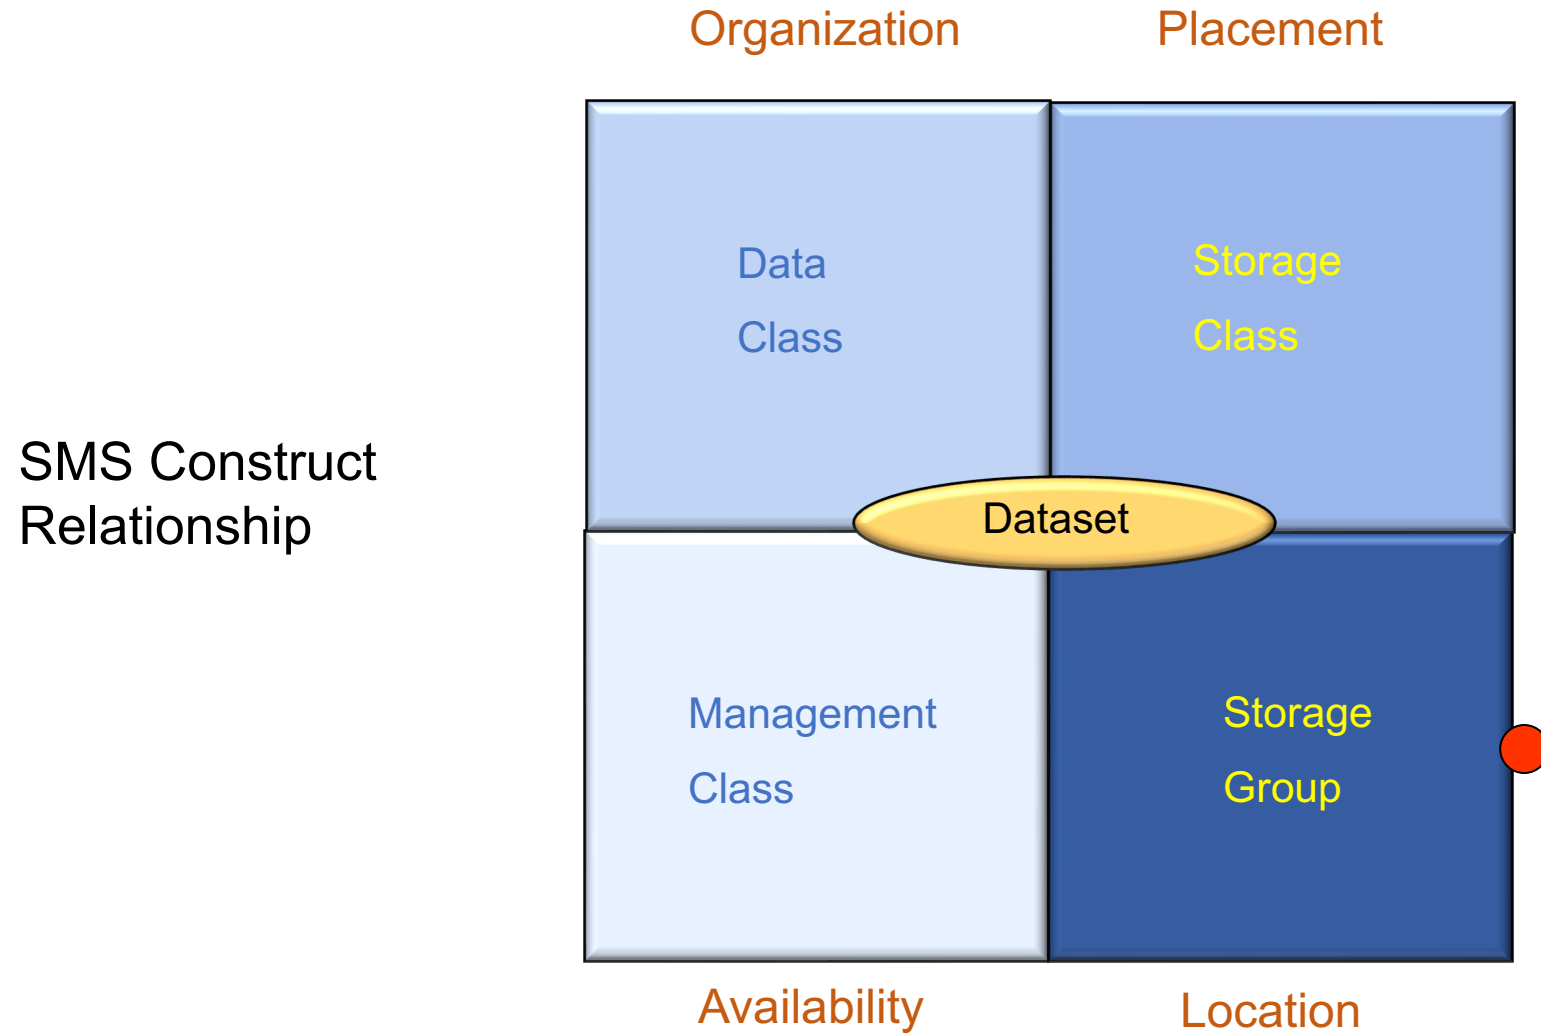 Organization
Placement
Data
Class
Storage
Class
SMS Construct
Relationship
Dataset
Management
Class
Storage
Group
Availability
Location